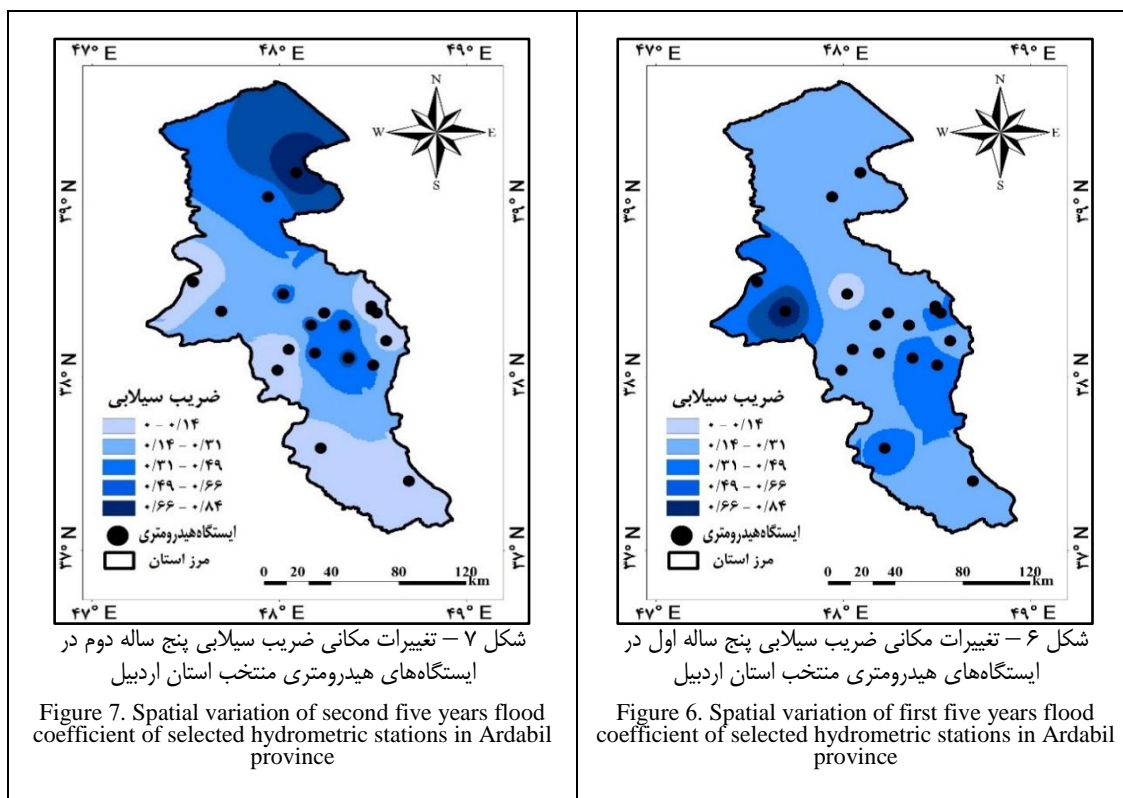 ۴۷° E ۴۸° E ۴۹° E
N
W E
S
۳۹° N ۳۹° N
۳۸° N ۳۸° N
۳۷° N ۳۷° N
ضریب سیلابی
۰ – ۰/۱۴
۰/۱۴ – ۰/۳۱
۰/۳۱ – ۰/۴۹
۰/۴۹ – ۰/۶۶
۰/۶۶ – ۰/۸۴
ایستگاه‌هیدرومتری
مرز استان
0 20 40 80 120
km
۴۷° E ۴۸° E ۴۹° E
شکل ۶ – تغییرات مکانی ضریب سیلابی پنج ساله اول در
ایستگاه‌های هیدرومتری منتخب استان اردبیل
Figure 6. Spatial variation of first five years flood
coefficient of selected hydrometric stations in Ardabil
province
۴۷° E ۴۸° E ۴۹° E
N
W E
S
۳۹° N ۳۹° N
۳۸° N ۳۸° N
۳۷° N ۳۷° N
ضریب سیلابی
۰ – ۰/۱۴
۰/۱۴ – ۰/۳۱
۰/۳۱ – ۰/۴۹
۰/۴۹ – ۰/۶۶
۰/۶۶ – ۰/۸۴
ایستگاه‌هیدرومتری
مرز استان
0 20 40 80 120
km
۴۷° E ۴۸° E ۴۹° E
شکل ۷ – تغییرات مکانی ضریب سیلابی پنج ساله دوم در
ایستگاه‌های هیدرومتری منتخب استان اردبیل
Figure 7. Spatial variation of second five years flood
coefficient of selected hydrometric stations in Ardabil
province